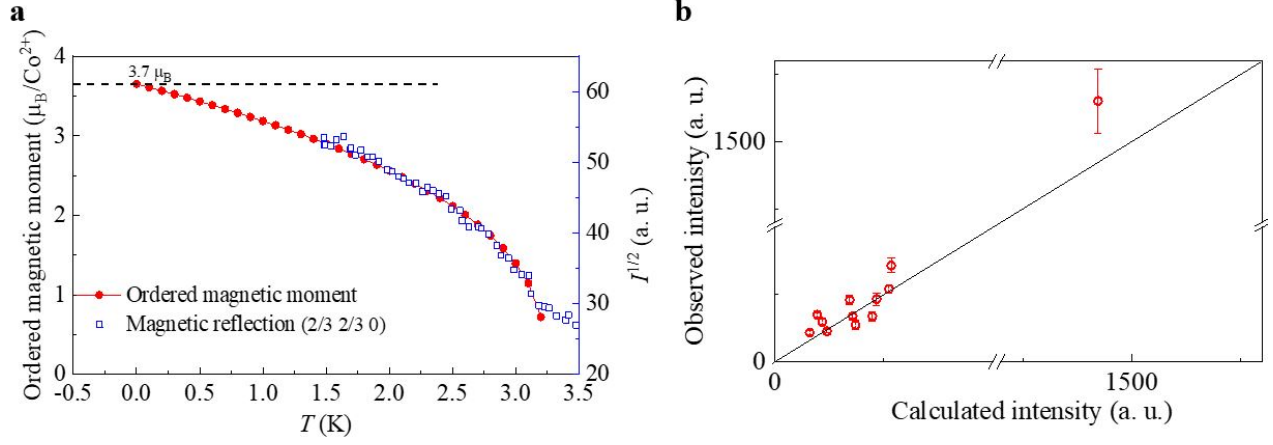 a
Ordered magnetic moment (μB/Co2+)
4
3
2
1
0
3.7 μB
Ordered magnetic moment
Magnetic reflection (2/3 2/3 0)
-0.5 0.0 0.5 1.0 1.5 2.0 2.5 3.0 3.5
T (K)
60
50
40
30
20
I1/2 (a. u.)
b
Observed intenisty (a. u.)
1500
0
0 1500
Calculated intensity (a. u.)